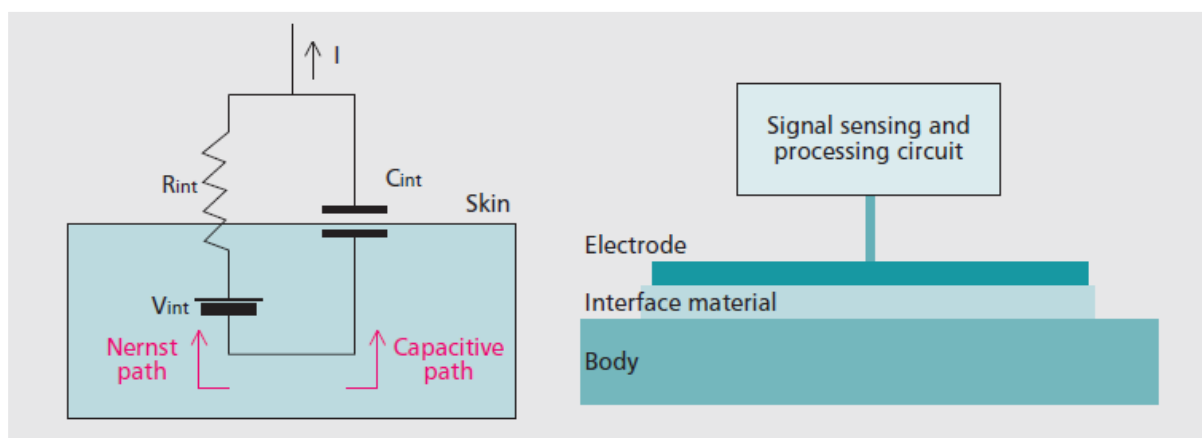 I
Rint
Cint
Skin
Vint
Nernst
path
Capacitive
path
Signal sensing and
processing circuit
Electrode
Interface material
Body